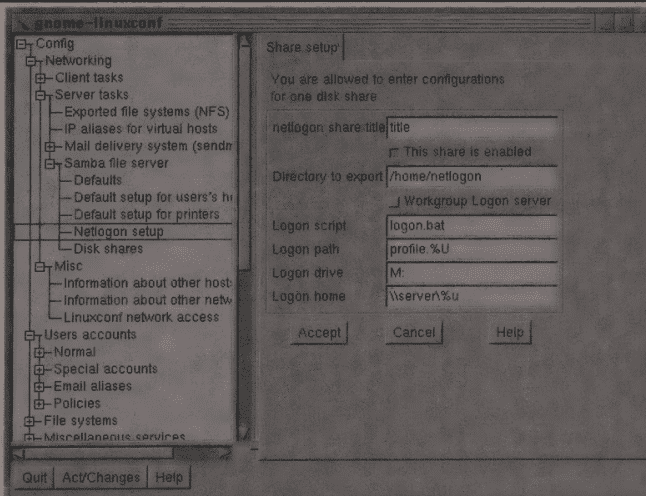 gnome-linuxconf
Config
Networking
Client tasks
Server tasks
Exported file systems (NFS)
IP aliases for virtual hosts
Mail delivery system (sendm
Samba file server
Defaults
Default setup for users's h
Default setup for printers
Netlogon setup
Disk shares
Misc
Information about other host
Information about other netw
Linuxconf network access
Users accounts
Normal
Special accounts
Email aliases
Policies
File systems
Miscellaneous services
Quit Act/Changes Help
Share setup
You are allowed to enter configurations
for one disk share
netlogon share title title
This share is enabled
Directory to export /home/netlogon
Workgroup Logon server
Logon script logon.bat
Logon path profile.%U
Logon drive M:
Logon home \\server\%u
Accept Cancel Help